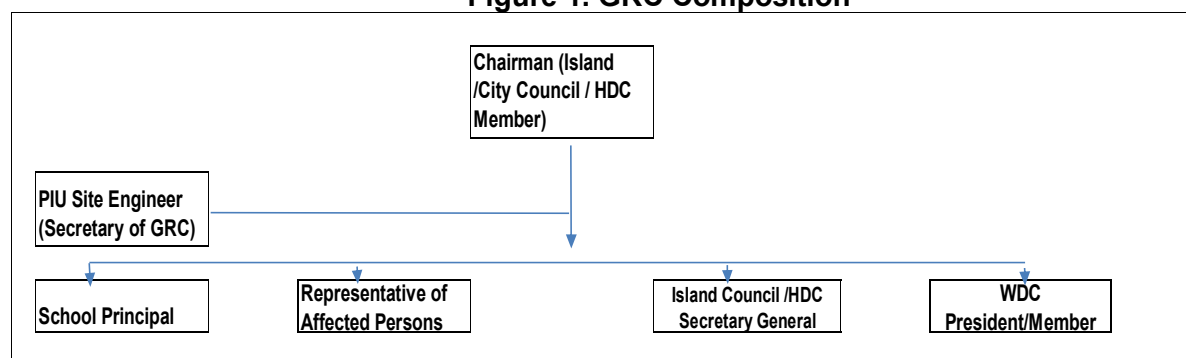 Figure 1: GRC Composition
Chairman (Island
/City Council / HDC
Member)
PIU Site Engineer
(Secretary of GRC)
School Principal
Representative of
Affected Persons
Island Council /HDC
Secretary General
WDC
President/Member